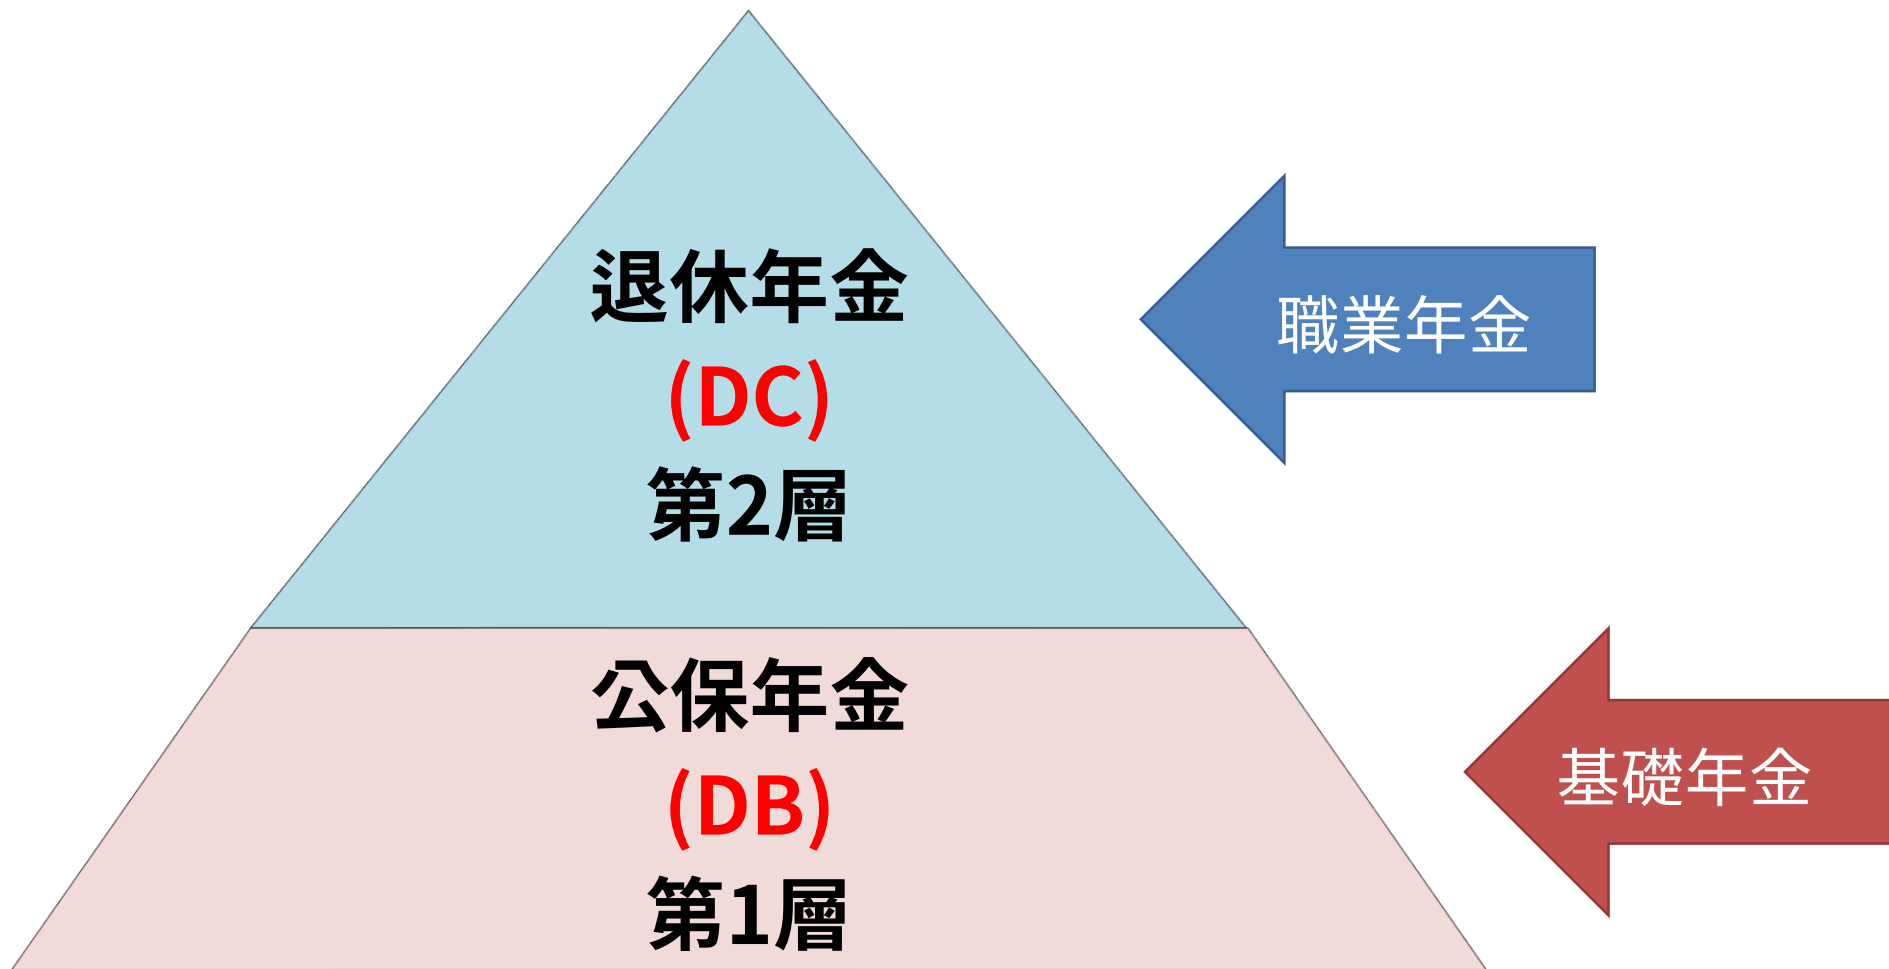 退休年金
(DC)
第2層
職業年金
公保年金
(DB)
第1層
基礎年金